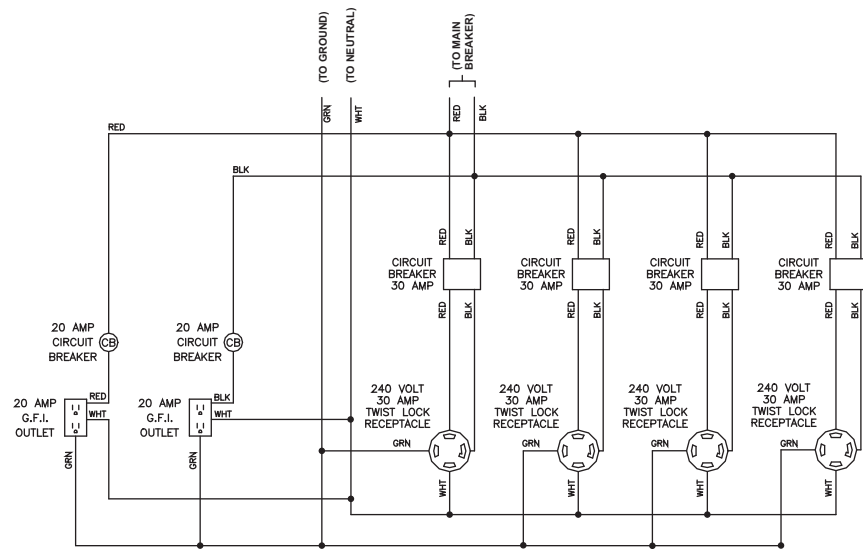 (TO GROUND)
(TO NEUTRAL)
(TO MAIN
BREAKER)
GRN
WHT
RED
BLK
RED
BLK
RED
BLK
RED
BLK
RED
BLK
RED
BLK
CIRCUIT
BREAKER
30 AMP
CIRCUIT
BREAKER
30 AMP
CIRCUIT
BREAKER
30 AMP
CIRCUIT
BREAKER
30 AMP
RED
BLK
RED
BLK
RED
BLK
RED
BLK
20 AMP
CIRCUIT
BREAKER
CB
20 AMP
CIRCUIT
BREAKER
CB
20 AMP
G.F.I.
OUTLET
RED
WHT
GRN
20 AMP
G.F.I.
OUTLET
BLK
WHT
GRN
240 VOLT
30 AMP
TWIST LOCK
RECEPTACLE
GRN
WHT
240 VOLT
30 AMP
TWIST LOCK
RECEPTACLE
GRN
WHT
240 VOLT
30 AMP
TWIST LOCK
RECEPTACLE
GRN
WHT
240 VOLT
30 AMP
TWIST LOCK
RECEPTACLE
GRN
WHT